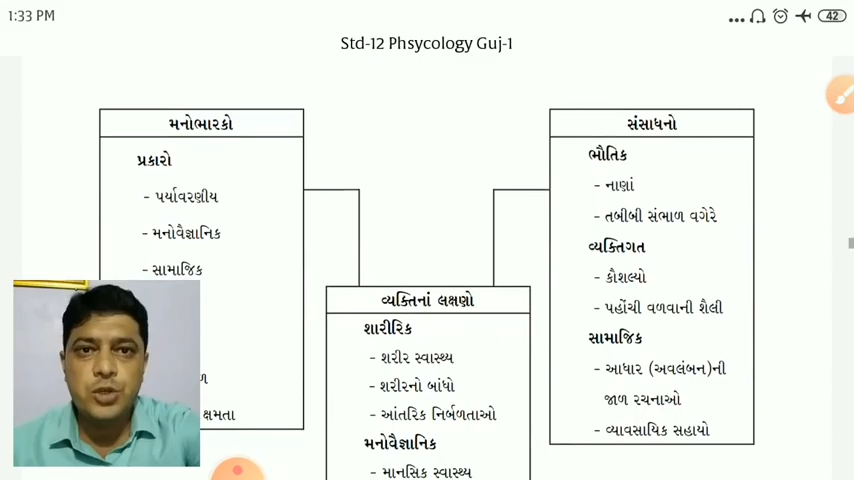 1:33 PM
42
Std-12 Phsycology Guj-1
મનોભારકો
પ્રકારો
- પર્યાવરણીય
- મનોવૈજ્ઞાનિક
- સામાજિક
ક્ષમતા
વ્યક્તિનાં લક્ષણો
શારીરિક
- શરીર સ્વાસ્થ્ય
- શરીરનો બાંધો
- આંતરિક નિર્બળતાઓ
મનોવૈજ્ઞાનિક
- માનસિક સ્વાસ્થ્ય
સંસાધનો
ભૌતિક
- નાણાં
- તબીબી સંભાળ વગેરે
વ્યક્તિગત
- કૌશલ્યો
- પહોંચી વળવાની શૈલી
સામાજિક
- આધાર (અવલંબન)ની
જાળ રચનાઓ
- વ્યાવસાયિક સહાયો